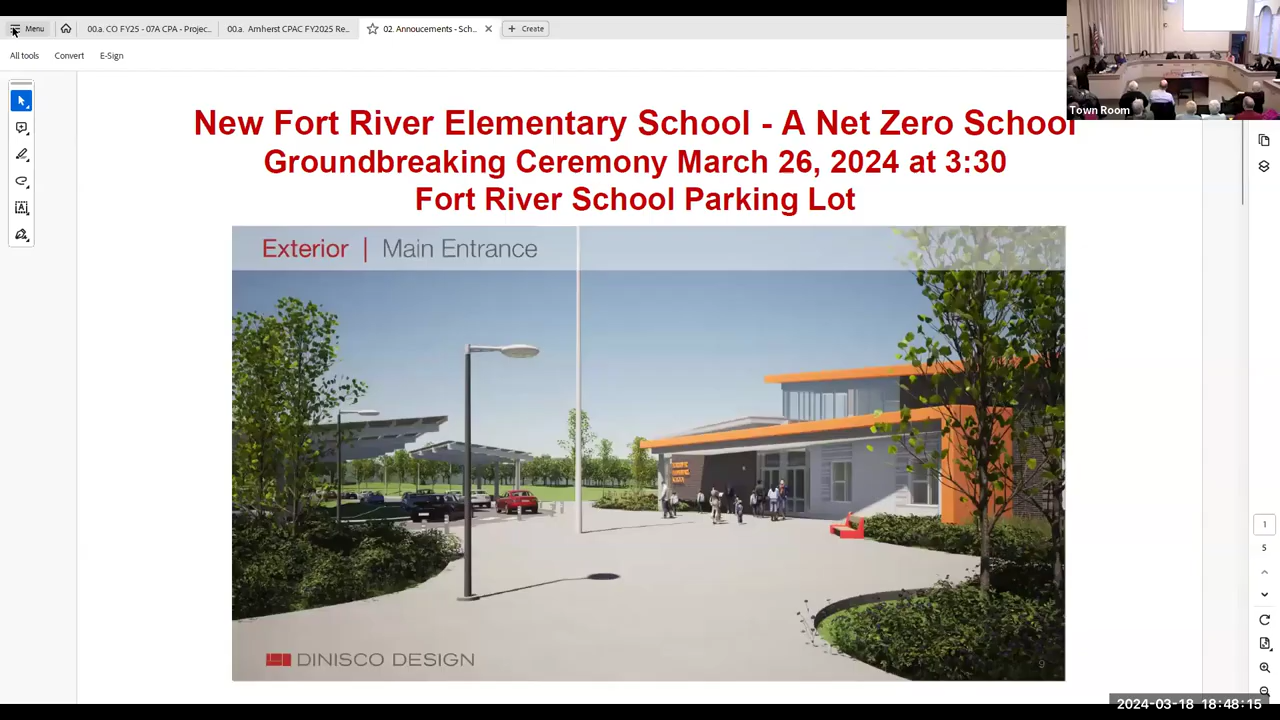 Menu
00.a. CO FY25 - 07A CPA - Projec...
00.a. Amherst CPAC FY2025 Re...
02. Annoucements - Sch...
Create
All tools
Convert
E-Sign
Town Room
New Fort River Elementary School - A Net Zero School
Groundbreaking Ceremony March 26, 2024 at 3:30
Fort River School Parking Lot
Exterior | Main Entrance
DINISCO DESIGN
9
1
5
2024-03-18 18:48:15